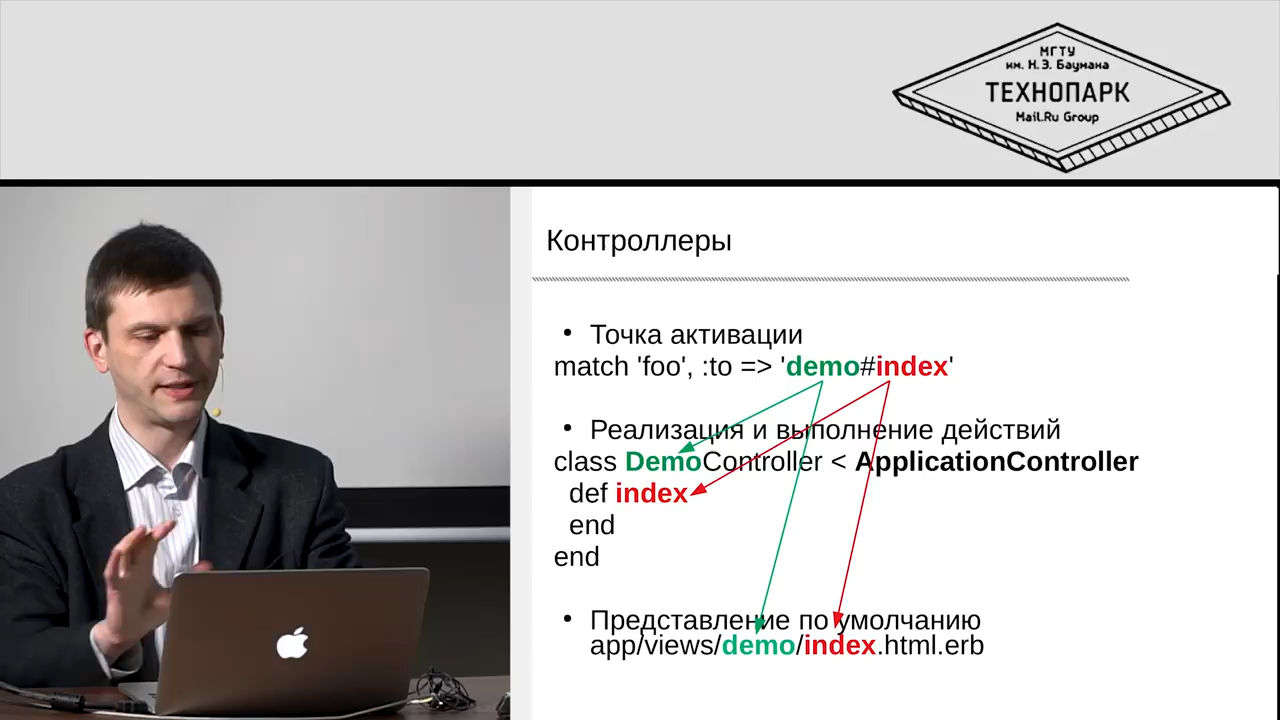 МГТУ
им. Н.Э. Баумана
ТЕХНОПАРК
Mail.Ru Group
Контроллеры
• Точка активации
match 'foo', :to => 'demo#index'
• Реализация и выполнение действий
class DemoController < ApplicationController
def index
end
end
• Представление по умолчанию
app/views/demo/index.html.erb